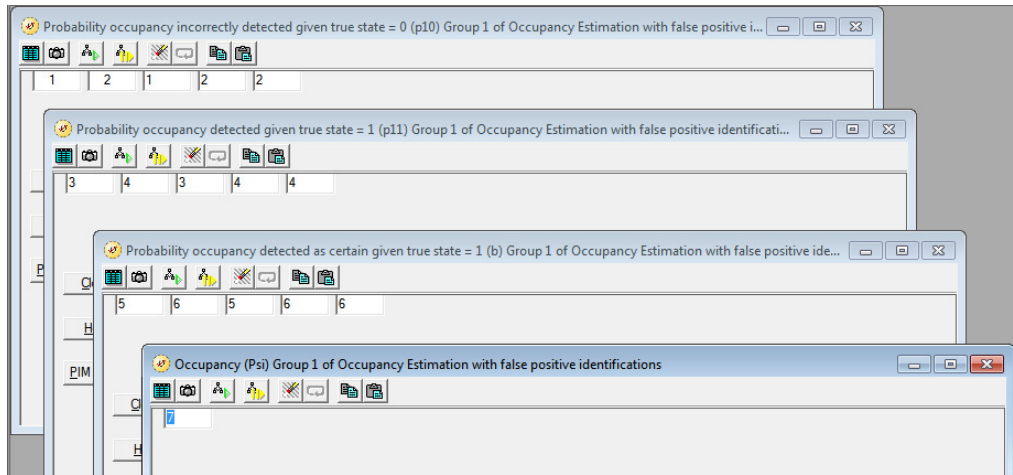 Probability occupancy incorrectly detected given true state = 0 (p10) Group 1 of Occupancy Estimation with false positive i...
1 2 1 2 2
Probability occupancy detected given true state = 1 (p11) Group 1 of Occupancy Estimation with false positive identificati...
3 4 3 4 4
Probability occupancy detected as certain given true state = 1 (b) Group 1 of Occupancy Estimation with false positive ide...
P
Cl
5 6 5 6 6
H
Occupancy (Psi) Group 1 of Occupancy Estimation with false positive identifications
PIM
7
H